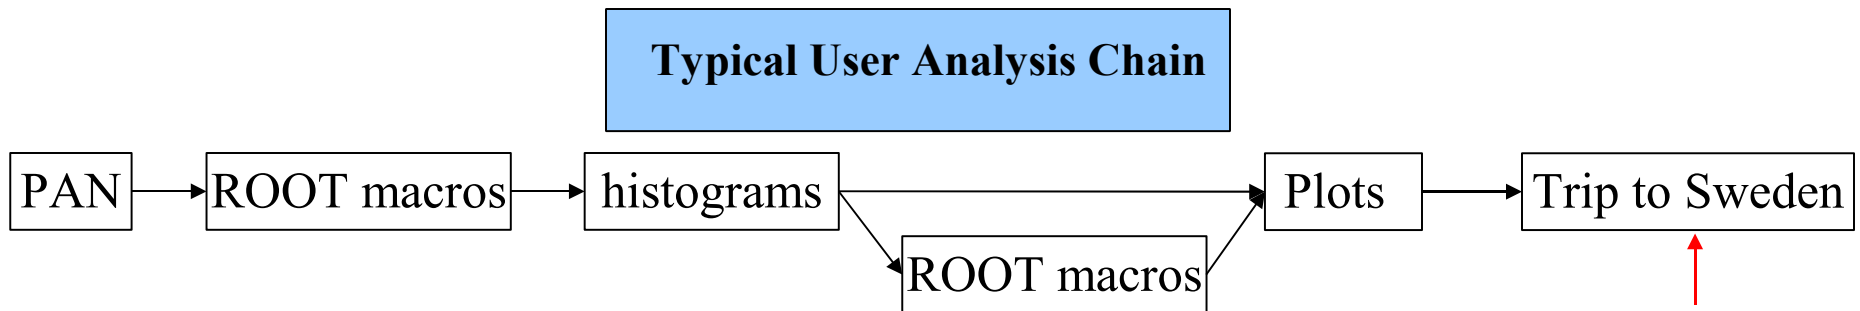 Typical User Analysis Chain
PAN
ROOT macros
histograms
Plots
Trip to Sweden
ROOT macros